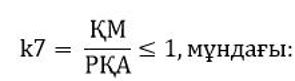 k7 = ҚМ / РҚА ≤ 1, мұндағы: